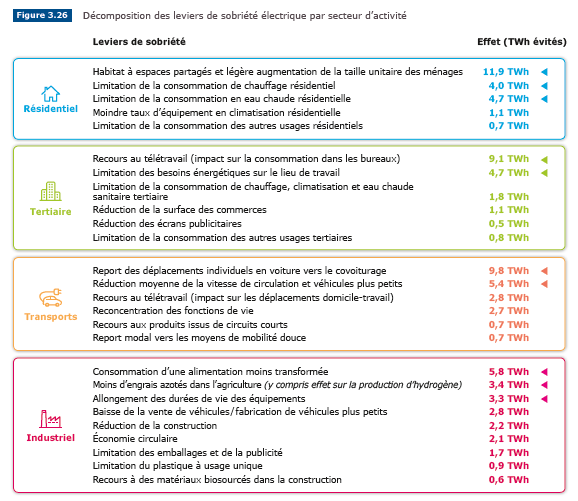 Figure 3.26 Décomposition des leviers de sobriété électrique par secteur d'activité
Leviers de sobriété Effet (TWh évités)
Résidentiel
Habitat à espaces partagés et légère augmentation de la taille unitaire des ménages 11,9 TWh
Limitation de la consommation de chauffage résidentiel 4,0 TWh
Limitation de la consommation en eau chaude résidentielle 4,7 TWh
Moindre taux d'équipement en climatisation résidentielle 1,1 TWh
Limitation de la consommation des autres usages résidentiels 0,7 TWh
Tertiaire
Recours au télétravail (impact sur la consommation dans les bureaux) 9,1 TWh
Limitation des besoins énergétiques sur le lieu de travail 4,7 TWh
Limitation de la consommation de chauffage, climatisation et eau chaude
sanitaire tertiaire 1,8 TWh
Réduction de la surface des commerces 1,1 TWh
Réduction des écrans publicitaires 0,5 TWh
Limitation de la consommation des autres usages tertiaires 0,8 TWh
Transports
Report des déplacements individuels en voiture vers le covoiturage 9,8 TWh
Réduction moyenne de la vitesse de circulation et véhicules plus petits 5,4 TWh
Recours au télétravail (impact sur les déplacements domicile-travail) 2,8 TWh
Reconcentration des fonctions de vie 2,7 TWh
Recours aux produits issus de circuits courts 0,7 TWh
Report modal vers les moyens de mobilité douce 0,7 TWh
Industriel
Consommation d'une alimentation moins transformée 5,8 TWh
Moins d'engrais azotés dans l'agriculture (y compris effet sur la production d'hydrogène) 3,4 TWh
Allongement des durées de vie des équipements 3,3 TWh
Baisse de la vente de véhicules/fabrication de véhicules plus petits 2,8 TWh
Réduction de la construction 2,2 TWh
Économie circulaire 2,1 TWh
Limitation des emballages et de la publicité 1,7 TWh
Limitation du plastique à usage unique 0,9 TWh
Recours à des matériaux biosourcés dans la construction 0,6 TWh